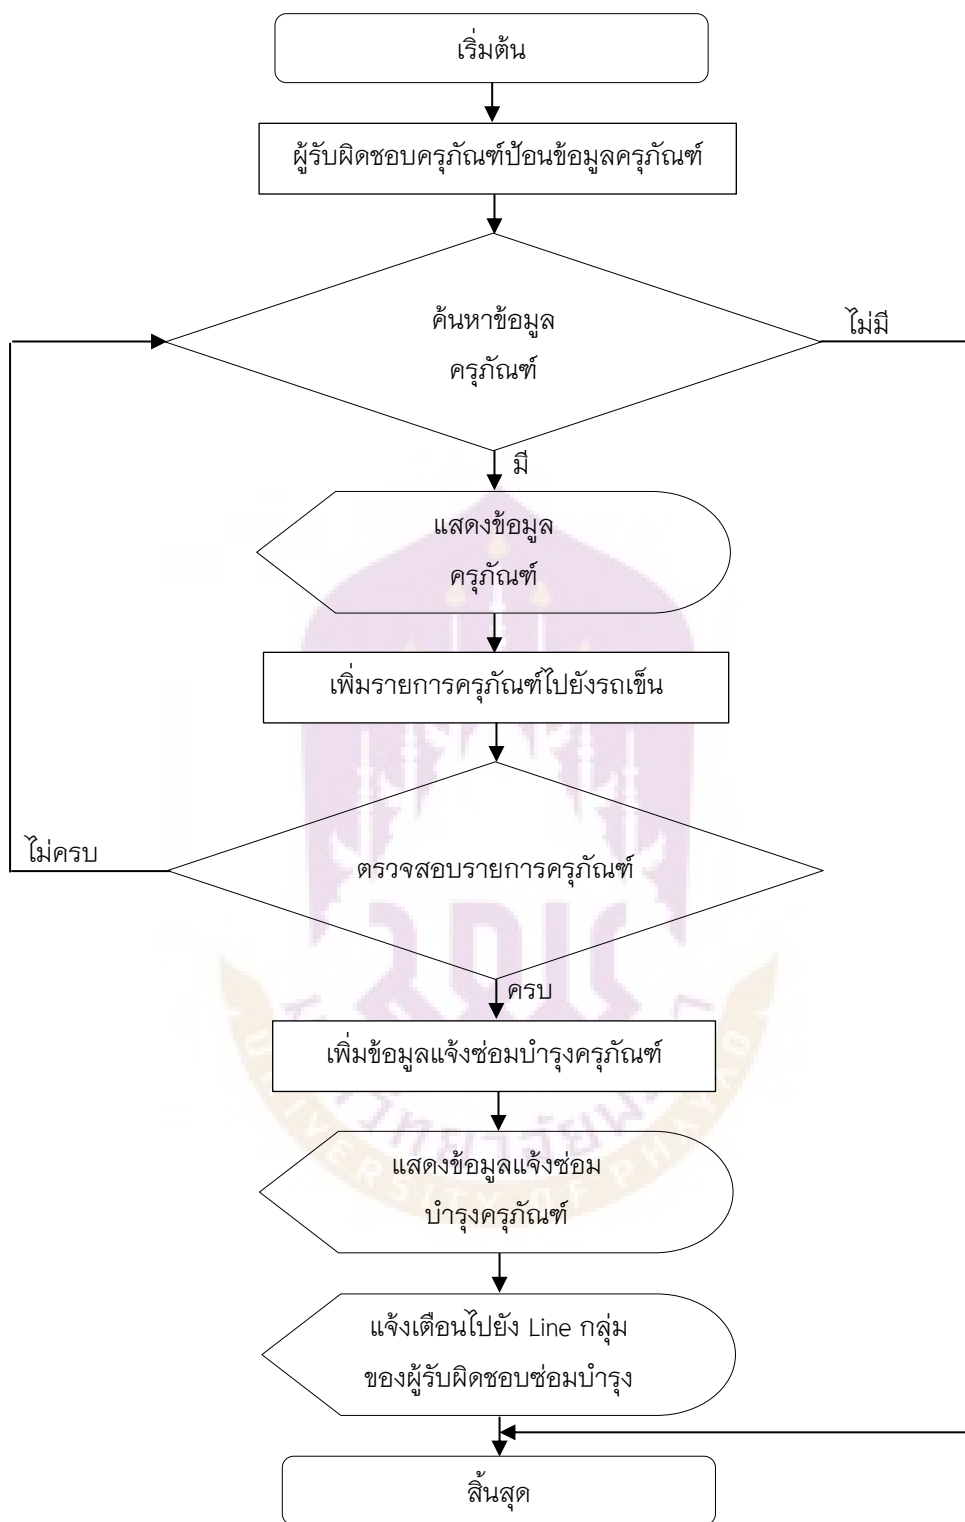 เริ่มต้น
ผู้รับผิดชอบครุภัณฑ์ป้อนข้อมูลครุภัณฑ์
ค้นหาข้อมูล
ครุภัณฑ์
ไม่มี
มี
แสดงข้อมูล
ครุภัณฑ์
เพิ่มรายการครุภัณฑ์ไปยังรถเข็น
ไม่ครบ
ตรวจสอบรายการครุภัณฑ์
ครบ
เพิ่มข้อมูลแจ้งซ่อมบำรุงครุภัณฑ์
แสดงข้อมูลแจ้งซ่อม
บำรุงครุภัณฑ์
แจ้งเตือนไปยัง Line กลุ่ม
ของผู้รับผิดชอบซ่อมบำรุง
สิ้นสุด
UNIVERSITY OF PHAYAO